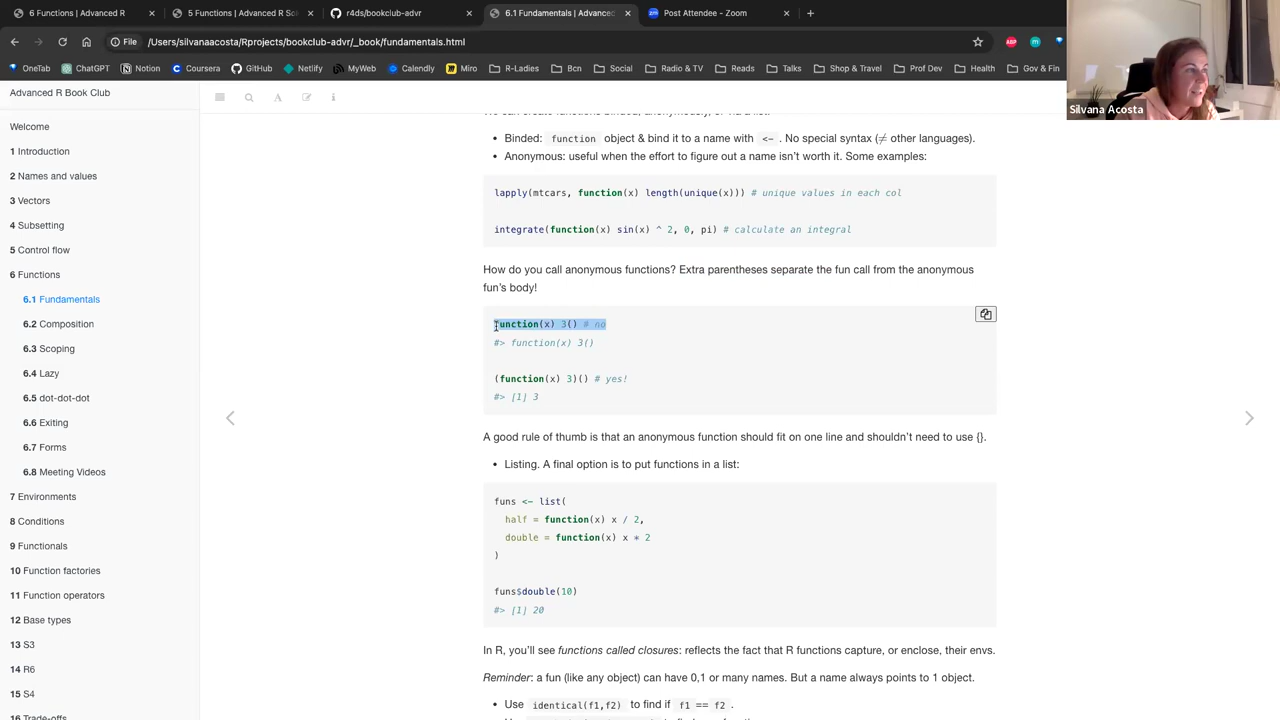 6 Functions | Advanced R
5 Functions | Advanced R Sol
r4ds/bookclub-advr
6.1 Fundamentals | Advanced
Post Attendee - Zoom
File
/Users/silvanaacosta/Rprojects/bookclub-advr/_book/fundamentals.html
OneTab
ChatGPT
Notion
Coursera
GitHub
Netlify
MyWeb
Calendly
Miro
R-Ladies
Bcn
Social
Radio & TV
Reads
Talks
Shop & Travel
Prof Dev
Health
Gov & Fin
Silvana Acosta
Advanced R Book Club
Welcome
1 Introduction
2 Names and values
3 Vectors
4 Subsetting
5 Control flow
6 Functions
6.1 Fundamentals
6.2 Composition
6.3 Scoping
6.4 Lazy
6.5 dot-dot-dot
6.6 Exiting
6.7 Forms
6.8 Meeting Videos
7 Environments
8 Conditions
9 Functionals
10 Function factories
11 Function operators
12 Base types
13 S3
14 R6
15 S4
16 Trade-offs
• Binded: function object & bind it to a name with <- . No special syntax (≠ other languages).
• Anonymous: useful when the effort to figure out a name isn't worth it. Some examples:
lapply(mtcars, function(x) length(unique(x))) # unique values in each col
integrate(function(x) sin(x) ^ 2, 0, pi) # calculate an integral
How do you call anonymous functions? Extra parentheses separate the fun call from the anonymous
fun's body!
function(x) 3() # no
#> function(x) 3()
(function(x) 3)() # yes!
#> [1] 3
A good rule of thumb is that an anonymous function should fit on one line and shouldn't need to use {}.
• Listing. A final option is to put functions in a list:
funs <- list(
half = function(x) x / 2,
double = function(x) x * 2
)
funs$double(10)
#> [1] 20
In R, you'll see functions called closures: reflects the fact that R functions capture, or enclose, their envs.
Reminder: a fun (like any object) can have 0,1 or many names. But a name always points to 1 object.
• Use identical(f1,f2) to find if f1 == f2 .